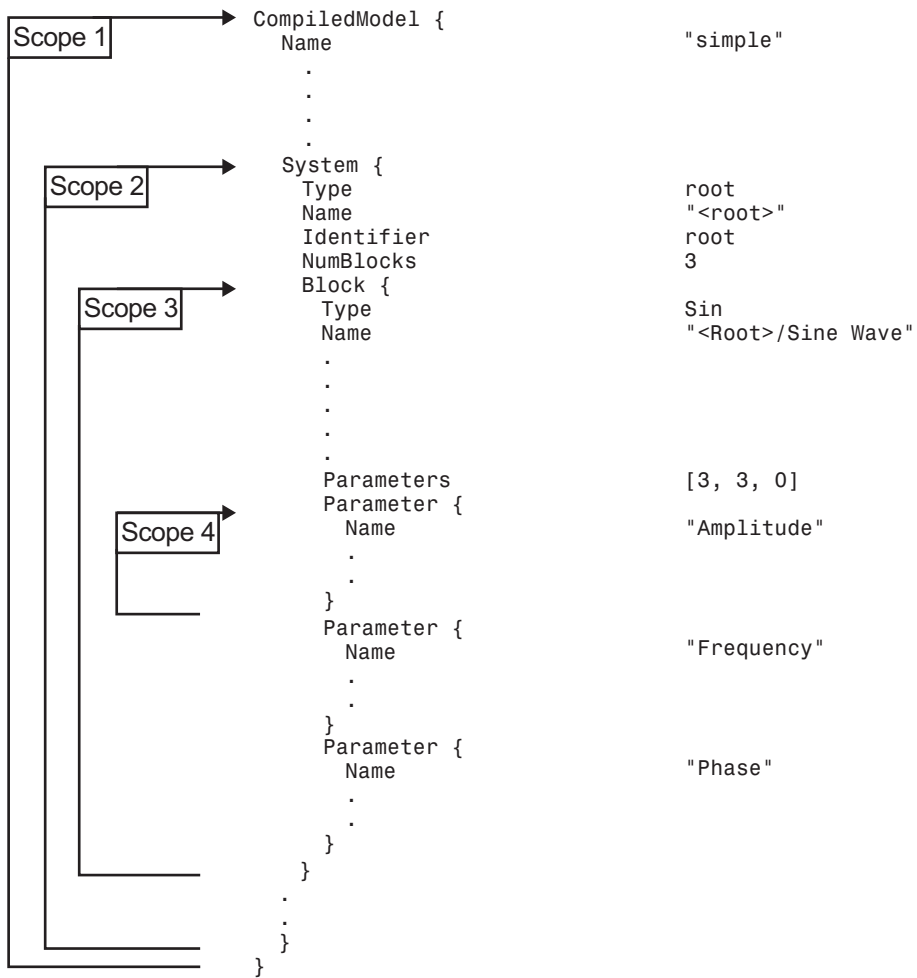 Scope 1
CompiledModel {
Name "simple"
.
.
.
.
Scope 2
System {
Type root
Name "<root>"
Identifier root
NumBlocks 3
Scope 3
Block {
Type Sin
Name "<Root>/Sine Wave"
.
.
.
.
.
Parameters [3, 3, 0]
Scope 4
Parameter {
Name "Amplitude"
.
.
}
Parameter {
Name "Frequency"
.
.
}
Parameter {
Name "Phase"
.
.
}
}
.
.
}
}